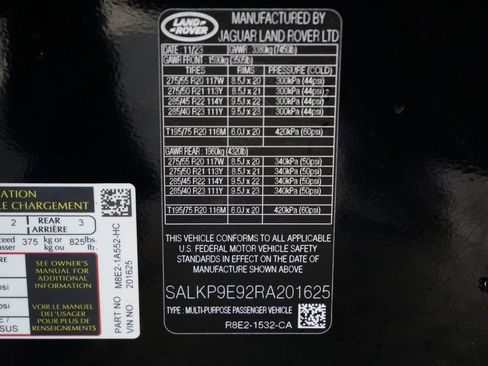 LAND
ROVER
MANUFACTURED BY
JAGUAR LAND ROVER LTD
DATE : 11/23 GVWR : 3380kg (7450lb)
GAWR FRONT : 1590kg (3505lb)
TIRES RIMS PRESSURE (COLD)
275/55 R20 117W 8.5J x 20 300kPa (44psi)
275/50 R21 113Y 8.5J x 21 300kPa (44psi)
285/45 R22 114Y 9.5J x 22 300kPa (44psi)
285/40 R23 111Y 9.5J x 23 300kPa (44psi)
T195/75 R20 116M 6.0J x 20 420kPa (60psi)
GAWR REAR : 1960kg (4320lb)
275/55 R20 117W 8.5J x 20 340kPa (50psi)
275/50 R21 113Y 8.5J x 21 340kPa (50psi)
285/45 R22 114Y 9.5J x 22 340kPa (50psi)
285/40 R23 111Y 9.5J x 23 340kPa (50psi)
T195/75 R20 116M 6.0J x 20 420kPa (60psi)
THIS VEHICLE CONFORMS TO ALL APPLICABLE
U.S. FEDERAL MOTOR VEHICLE SAFETY
STANDARDS IN EFFECT ON THE DATE OF
MANUFACTURE SHOWN ABOVE
SALKP9E92RA201625
TYPE : MULTI-PURPOSE PASSENGER VEHICLE
R8E2-1532-CA
ATION
E CHARGEMENT
2 REAR 3
ARRIÈRE
ceed 375 kg or 825 lbs.
asser kg ou lb.
SEE OWNER'S
MANUAL FOR
ADDITIONAL
INFORMATION
VOIR LE MANUEL
DEL'USAGER
POUR PLUS DE
RENSEIGNEMENTS
SUS
PART NO M8E2-1A552-HC
VIN NO 201625